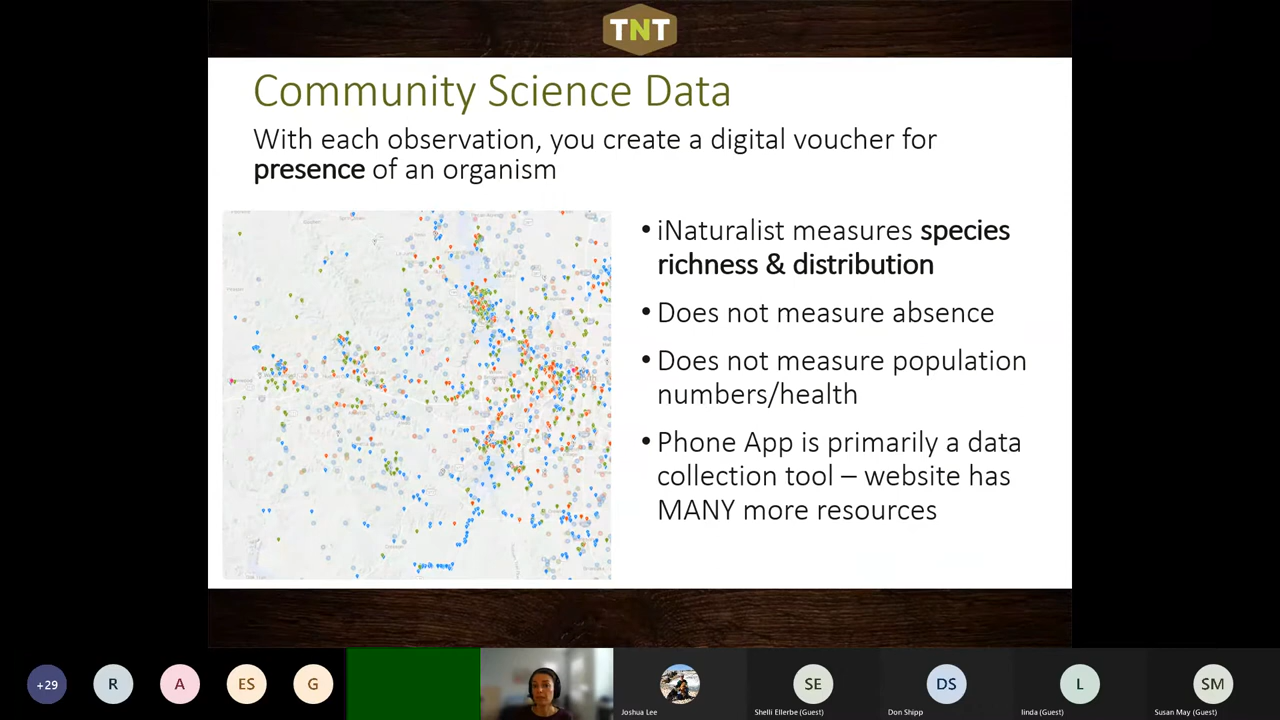 TNT
Community Science Data
With each observation, you create a digital voucher for
presence of an organism
• iNaturalist measures species
richness & distribution
• Does not measure absence
• Does not measure population
numbers/health
• Phone App is primarily a data
collection tool – website has
MANY more resources
+29
R
A
ES
G
SE
DS
L
SM
Joshua Lee
Shelli Ellerbe (Guest)
Don Shipp
linda (Guest)
Susan May (Guest)